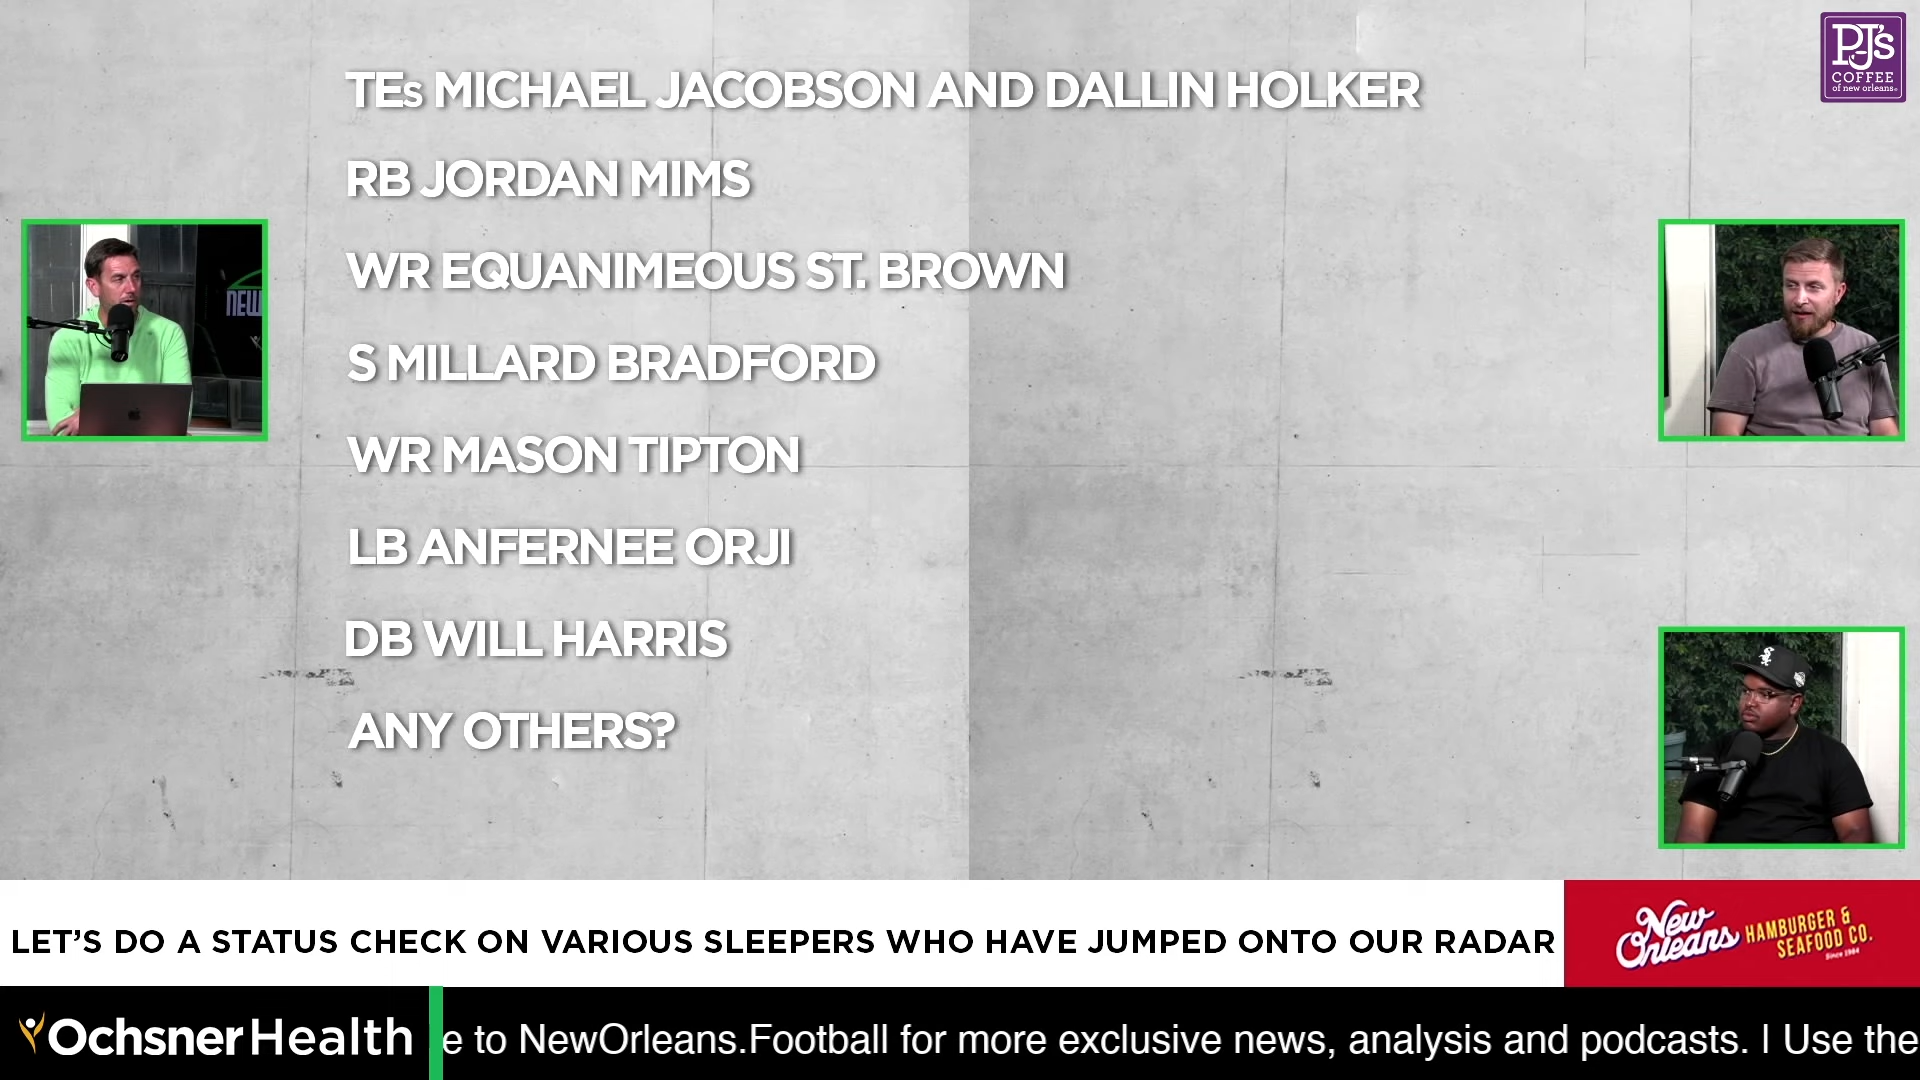 PJ's
COFFEE
of new orleans®
TEs MICHAEL JACOBSON AND DALLIN HOLKER
RB JORDAN MIMS
WR EQUANIMEOUS ST. BROWN
S MILLARD BRADFORD
WR MASON TIPTON
LB ANFERNEE ORJI
DB WILL HARRIS
ANY OTHERS?
NEW
LET'S DO A STATUS CHECK ON VARIOUS SLEEPERS WHO HAVE JUMPED ONTO OUR RADAR
New Orleans
HAMBURGER &
SEAFOOD CO.
Since 1984
Ochsner Health
e to NewOrleans.Football for more exclusive news, analysis and podcasts. | Use the